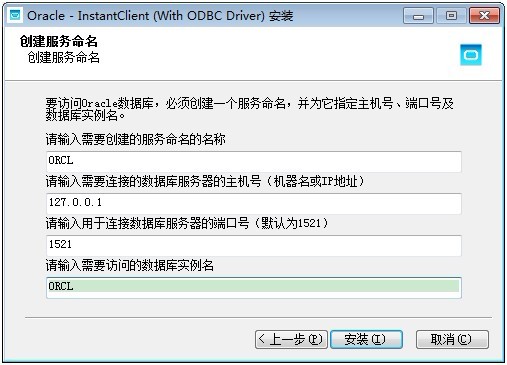 Oracle - InstantClient (With ODBC Driver) 安装
创建服务命名
创建服务命名
要访问Oracle数据库，必须创建一个服务命名，并为它指定主机号、端口号及
数据库实例名。
请输入需要创建的服务命名的名称
ORCL
请输入需要连接的数据库服务器的主机号（机器名或IP地址）
127.0.0.1
请输入用于连接数据库服务器的端口号（默认为1521）
1521
请输入需要访问的数据库实例名
ORCL
< 上一步(P) 安装(I) 取消(C)